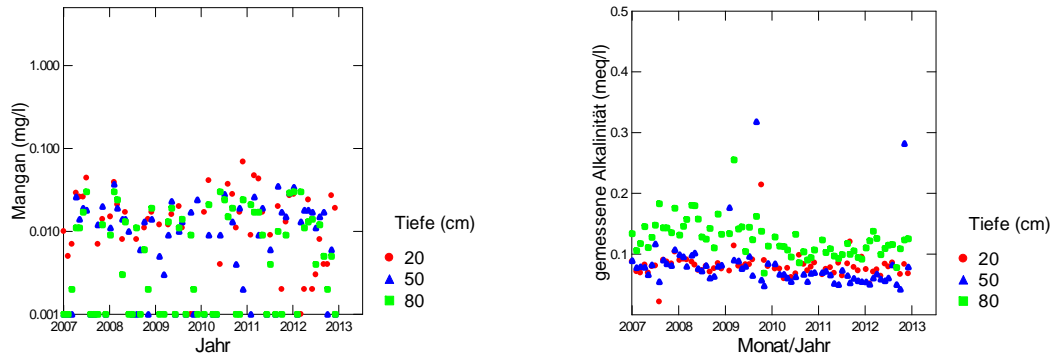 Mangan (mg/l)
1.000
0.100
0.010
0.001
2007 2008 2009 2010 2011 2012 2013
Jahr
Tiefe (cm)
20
50
80
gemessene Alkalinität (meq/l)
0.5
0.4
0.3
0.2
0.1
2007 2008 2009 2010 2011 2012 2013
Monat/Jahr
Tiefe (cm)
20
50
80